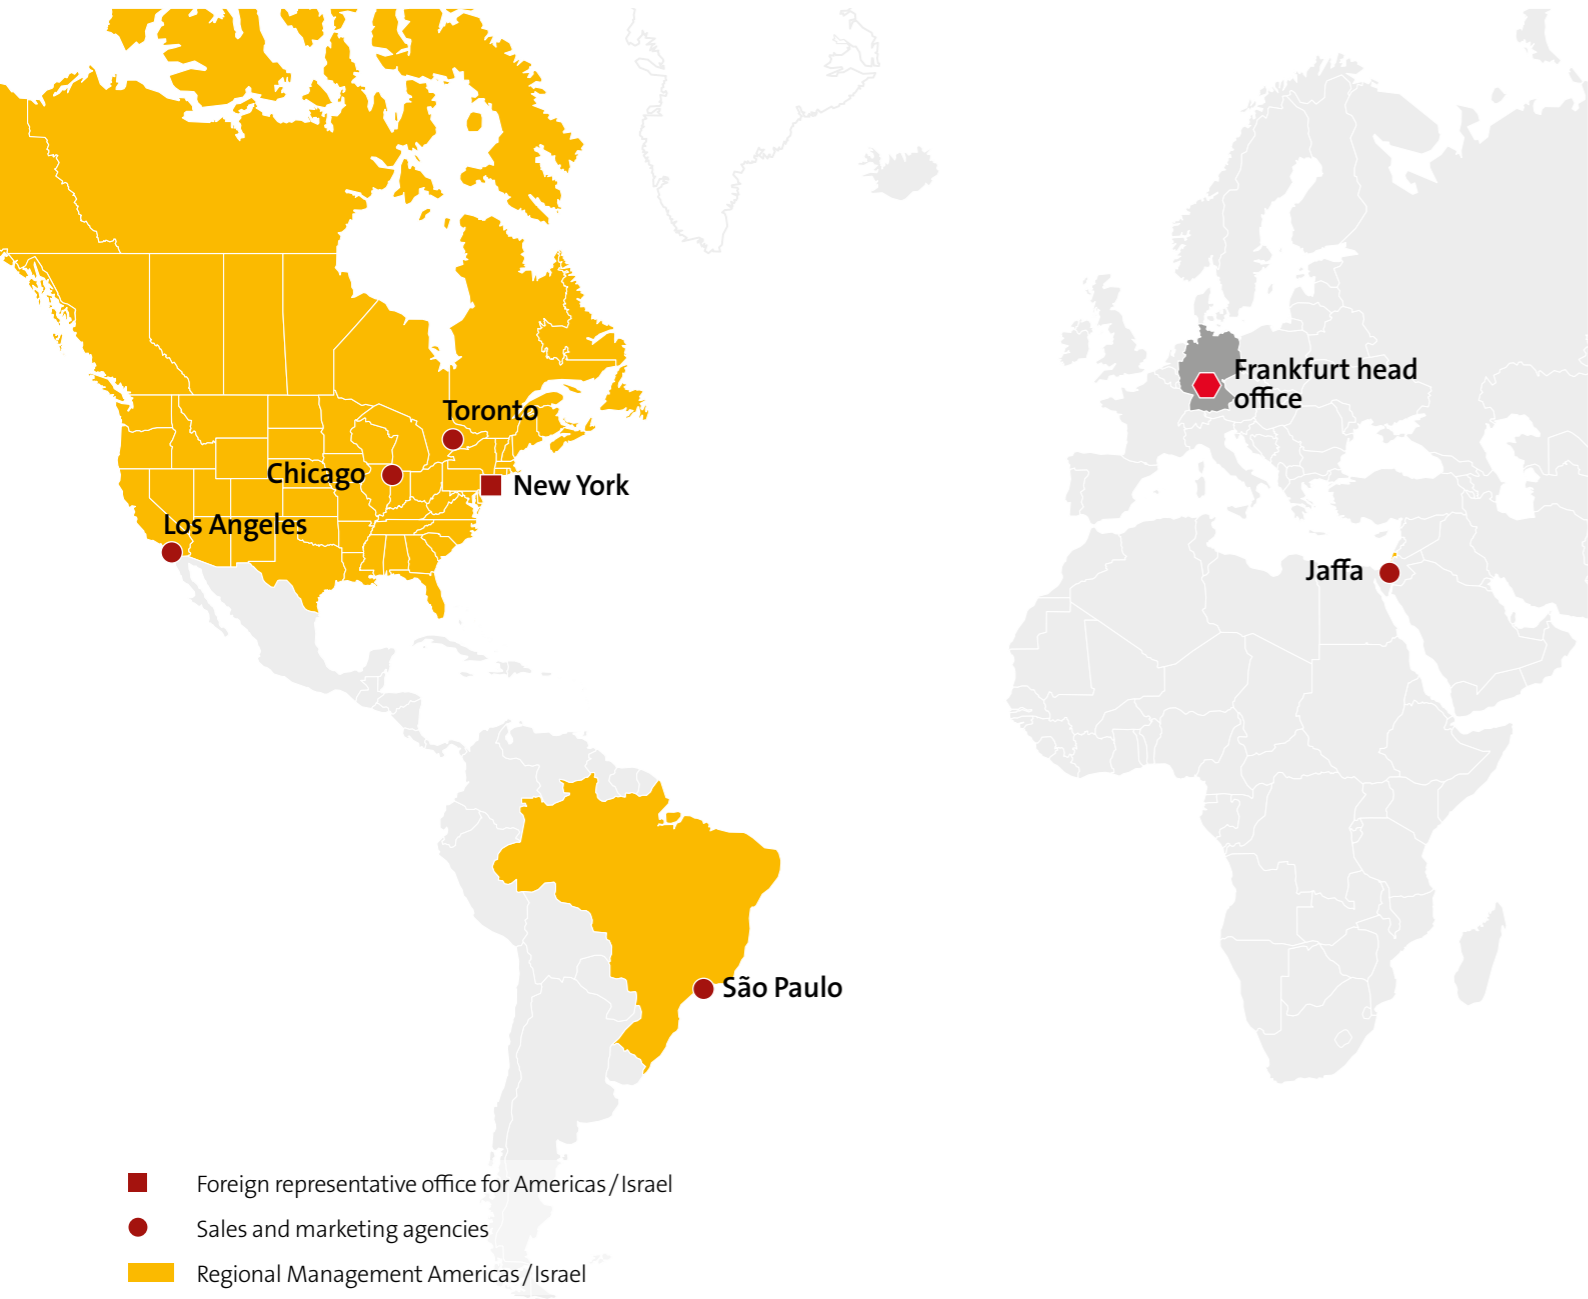 Frankfurt head
office
Toronto
Chicago
New York
Los Angeles
Jaffa
São Paulo
Foreign representative office for Americas / Israel
Sales and marketing agencies
Regional Management Americas / Israel